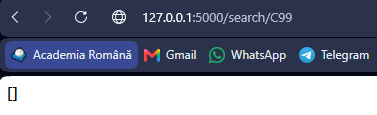 127.0.0.1:5000/search/C99
Academia Română Gmail WhatsApp Telegram
[]